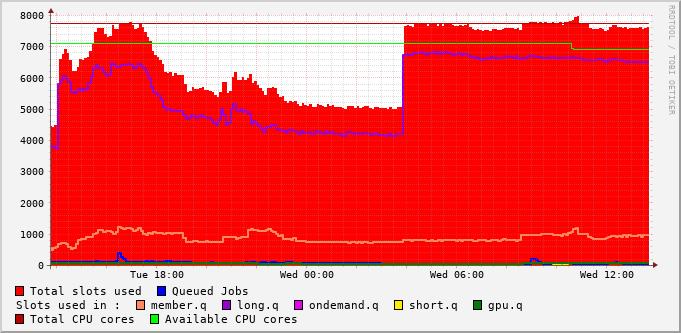 8000
7000
6000
5000
4000
3000
2000
1000
0
Tue 18:00 Wed 00:00 Wed 06:00 Wed 12:00
RRDTOOL / TOBI OETIKER
Total slots used Queued Jobs
Slots used in : member.q long.q ondemand.q short.q gpu.q
Total CPU cores Available CPU cores